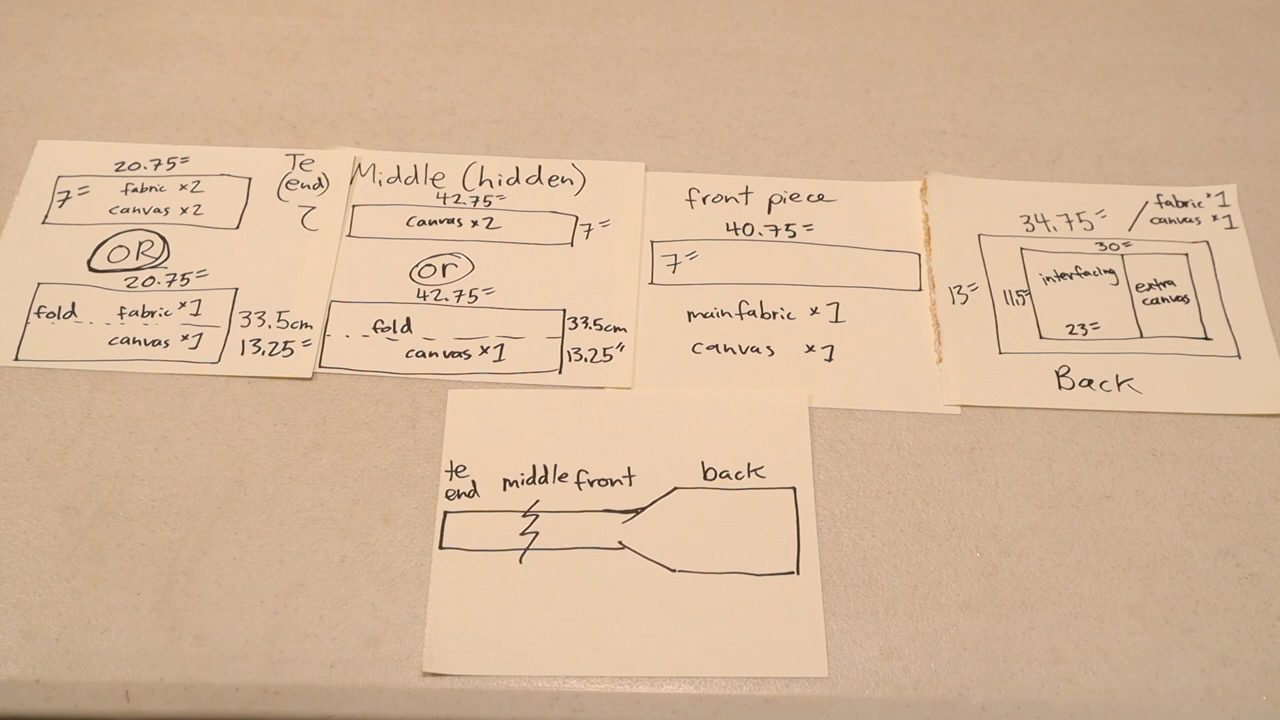 20.75=
Te
(end)
て
7= fabric x2
canvas x2
OR
20.75=
fold fabric x1
canvas x1
33.5cm
13.25=
Middle (hidden)
42.75=
canvas x2
7=
or
42.75=
fold
canvas x1
33.5cm
13.25"
front piece
40.75=
7=
main fabric x1
canvas x1
34.75= / fabric x1
canvas x1
30=
13=
11.5=
interfacing
extra
canvas
23=
Back
te
end
middle front
back